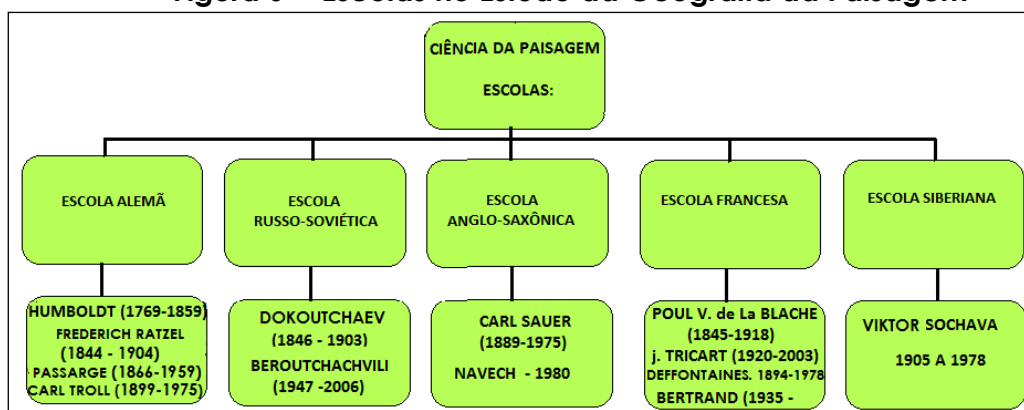 CIÊNCIA DA PAISAGEM
ESCOLAS:
ESCOLA ALEMÃ
ESCOLA
RUSSO-SOVIÉTICA
ESCOLA
ANGLO-SAXÔNICA
ESCOLA FRANCESA
ESCOLA SIBERIANA
HUMBOLDT (1769-1859)
FREDERICH RATZEL
(1844 - 1904)
PASSARGE (1866-1959)
CARL TROLL (1899-1975)
DOKOUTCHAEV
(1846 - 1903)
BEROUTCHACHVILI
(1947 -2006)
CARL SAUER
(1889-1975)
NAVECH - 1980
POUL V. de La BLACHE
(1845-1918)
j. TRICART (1920-2003)
DEFFONTAINES. 1894-1978
BERTRAND (1935 -
VIKTOR SOCHAVA
1905 A 1978